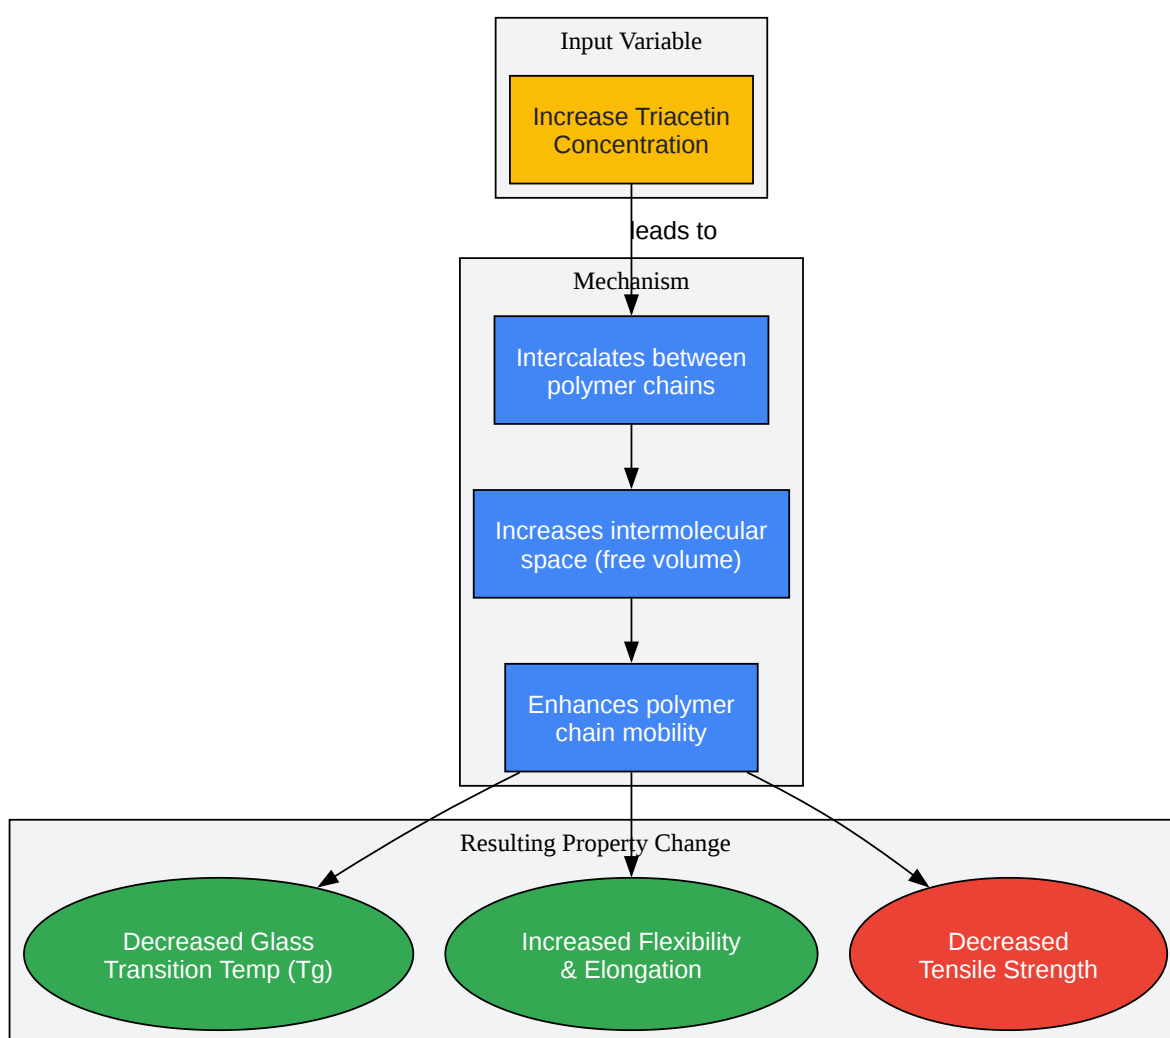 Input Variable
Increase Triacetin
Concentration
leads to
Mechanism
Intercalates between
polymer chains
Increases intermolecular
space (free volume)
Enhances polymer
chain mobility
Resulting Property Change
Decreased Glass
Transition Temp (Tg)
Increased Flexibility
& Elongation
Decreased
Tensile Strength